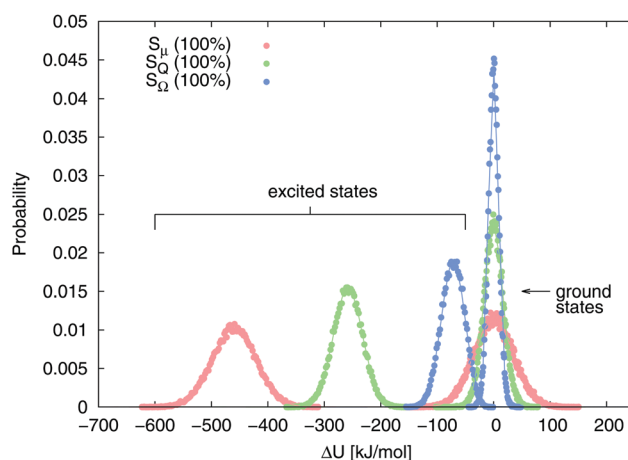 0.05
0.045
0.04
0.035
0.03
0.025
0.02
0.015
0.01
0.005
0
Probability
Sμ (100%)
SQ (100%)
SΩ (100%)
excited states
ground
states
−700 −600 −500 −400 −300 −200 −100 0 100 200
ΔU [kJ/mol]